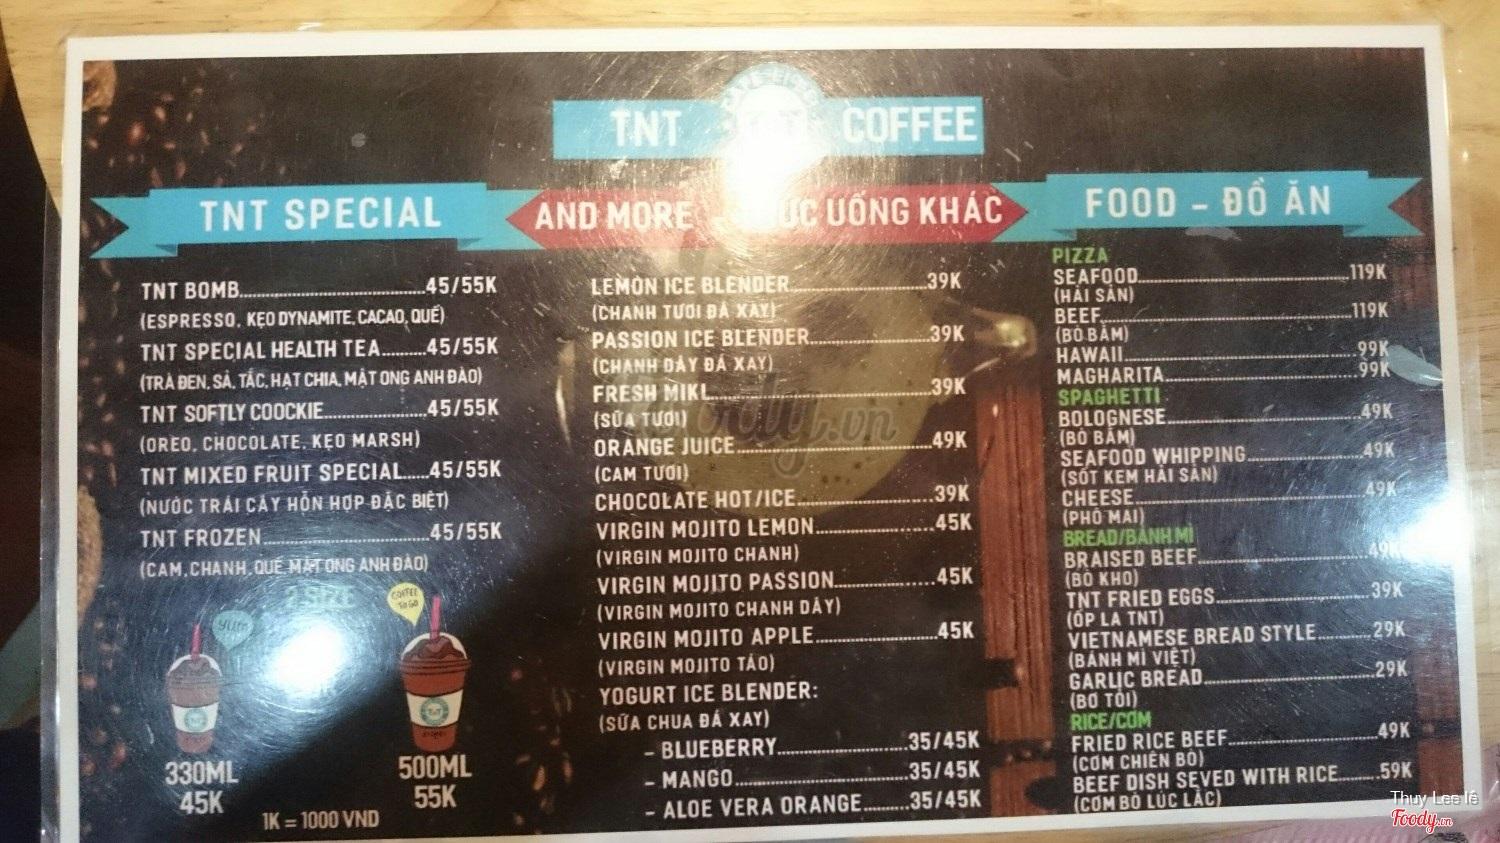 TNT COFFEE
TNT SPECIAL
TNT BOMB 45/55K
(ESPRESSO, KẸO DYNAMITE, CACAO, QUẾ)
TNT SPECIAL HEALTH TEA 45/55K
(TRÀ ĐEN, SẢ, TẮC, HẠT CHIA, MẬT ONG ANH ĐÀO)
TNT SOFTLY COOCKIE 45/55K
(OREO, CHOCOLATE, KẸO MARSH)
TNT MIXED FRUIT SPECIAL 45/55K
(NƯỚC TRÁI CÂY HỖN HỢP ĐẶC BIỆT)
TNT FROZEN 45/55K
(CAM, CHANH, QUẾ, MẬT ONG ANH ĐÀO)
2 SIZE
YUM
COFFEE
TO GO
TNT
TNT
330ML
45K
500ML
55K
1K = 1000 VND
AND MORE UỐNG KHÁC
LEMON ICE BLENDER 39K
(CHANH TƯƠI ĐÁ XAY)
PASSION ICE BLENDER 39K
(CHANH DÂY ĐÁ XAY)
FRESH MIKL 39K
(SỮA TƯƠI)
ORANGE JUICE 49K
(CAM TƯƠI)
CHOCOLATE HOT/ICE 39K
VIRGIN MOJITO LEMON 45K
(VIRGIN MOJITO CHANH)
VIRGIN MOJITO PASSION 45K
(VIRGIN MOJITO CHANH DÂY)
VIRGIN MOJITO APPLE 45K
(VIRGIN MOJITO TÁO)
YOGURT ICE BLENDER:
(SỮA CHUA ĐÁ XAY)
- BLUEBERRY 35/45K
- MANGO 35/45K
- ALOE VERA ORANGE 35/45K
FOOD - ĐỒ ĂN
PIZZA
SEAFOOD 119K
(HẢI SẢN)
BEEF 119K
(BÒ BẰM)
HAWAII 99K
MAGHARITA 99K
SPAGHETTI
BOLOGNESE 49K
(BÒ BẰM)
SEAFOOD WHIPPING 49K
(SỐT KEM HẢI SẢN)
CHEESE 49K
(PHÔ MAI)
BREAD/BÁNH MÌ
BRAISED BEEF 49K
(BÒ KHO)
TNT FRIED EGGS 39K
(ỐP LA TNT)
VIETNAMESE BREAD STYLE 29K
(BÁNH MÌ VIỆT)
GARLIC BREAD 29K
(BƠ TỎI)
RICE/CƠM
FRIED RICE BEEF 49K
(CƠM CHIÊN BÒ)
BEEF DISH SEVED WITH RICE 59K
(CƠM BÒ LÚC LẮC)
Thuy Lee lé
Foody.vn